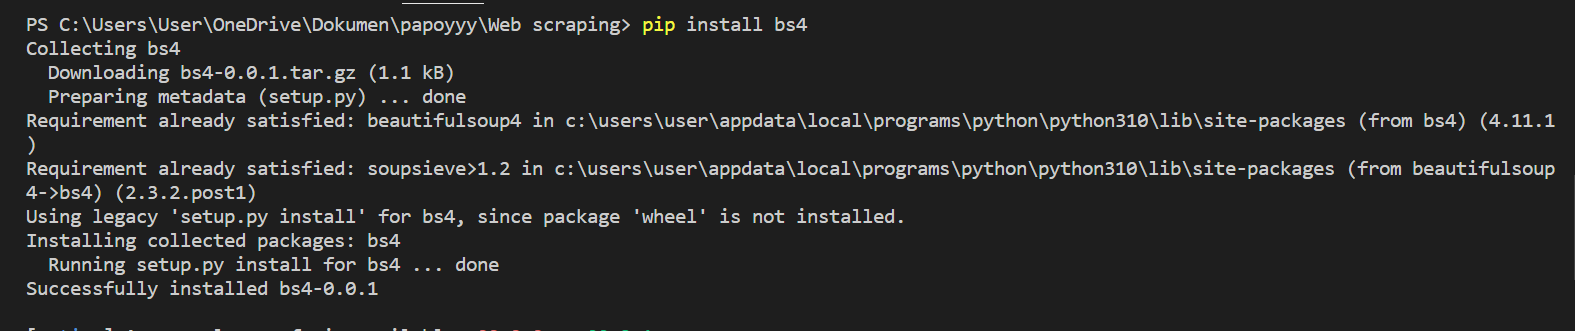 PS C:\Users\User\OneDrive\Dokumen\papoyyy\Web scraping> pip install bs4
Collecting bs4
  Downloading bs4-0.0.1.tar.gz (1.1 kB)
  Preparing metadata (setup.py) ... done
Requirement already satisfied: beautifulsoup4 in c:\users\user\appdata\local\programs\python\python310\lib\site-packages (from bs4) (4.11.1
)
Requirement already satisfied: soupsieve>1.2 in c:\users\user\appdata\local\programs\python\python310\lib\site-packages (from beautifulsoup
4->bs4) (2.3.2.post1)
Using legacy 'setup.py install' for bs4, since package 'wheel' is not installed.
Installing collected packages: bs4
  Running setup.py install for bs4 ... done
Successfully installed bs4-0.0.1